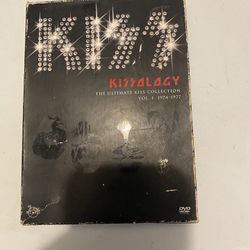 KISS
KISSOLOGY
THE ULTIMATE KISS COLLECTION
VOL. 1 1974-1977
DVD